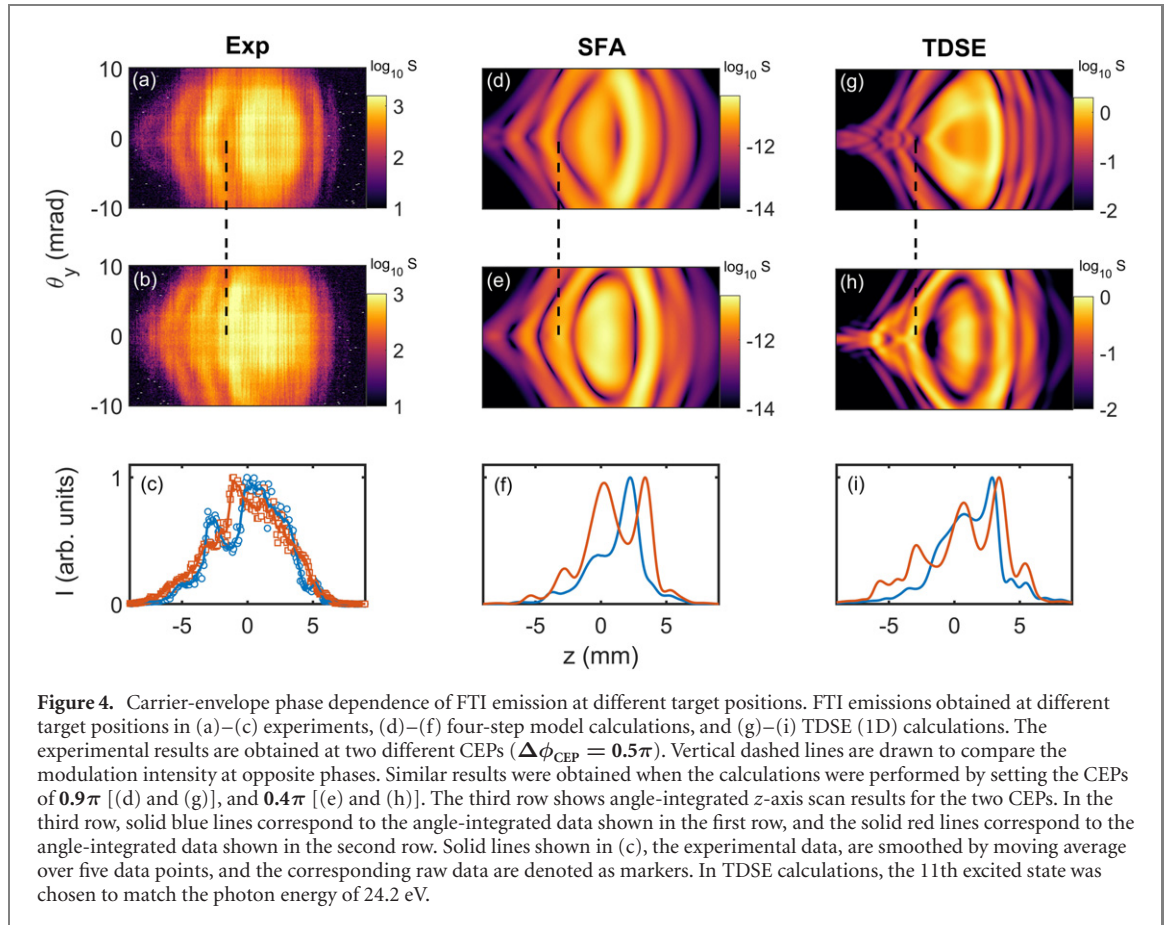 Exp
SFA
TDSE
(a)
log10 S
10
0
-10
3
2
1
(d)
log10 S
-12
-14
(g)
log10 S
0
-1
-2
θy (mrad)
(b)
log10 S
10
0
-10
3
2
1
(e)
log10 S
-12
-14
(h)
log10 S
0
-1
-2
I (arb. units)
(c)
1
0
-5 0 5
(f)
-5 0 5
(i)
-5 0 5
z (mm)
Figure 4. Carrier-envelope phase dependence of FTI emission at different target positions. FTI emissions obtained at different
target positions in (a)–(c) experiments, (d)–(f) four-step model calculations, and (g)–(i) TDSE (1D) calculations. The
experimental results are obtained at two different CEPs (ΔϕCEP = 0.5π). Vertical dashed lines are drawn to compare the
modulation intensity at opposite phases. Similar results were obtained when the calculations were performed by setting the CEPs
of 0.9π [(d) and (g)], and 0.4π [(e) and (h)]. The third row shows angle-integrated z-axis scan results for the two CEPs. In the
third row, solid blue lines correspond to the angle-integrated data shown in the first row, and the solid red lines correspond to the
angle-integrated data shown in the second row. Solid lines shown in (c), the experimental data, are smoothed by moving average
over five data points, and the corresponding raw data are denoted as markers. In TDSE calculations, the 11th excited state was
chosen to match the photon energy of 24.2 eV.